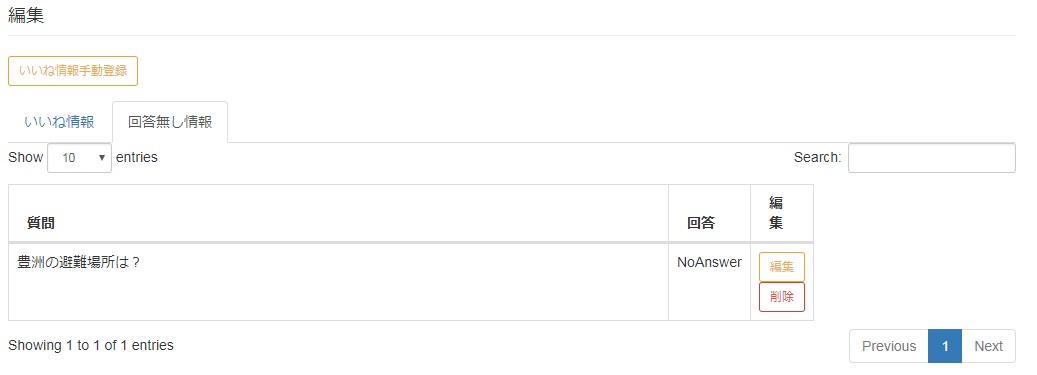 編集
いいね情報手動登録
いいね情報 回答無し情報
Show 10 entries Search:
質問 回答 編
集
豊洲の避難場所は？ NoAnswer 編集
削除
Showing 1 to 1 of 1 entries Previous 1 Next